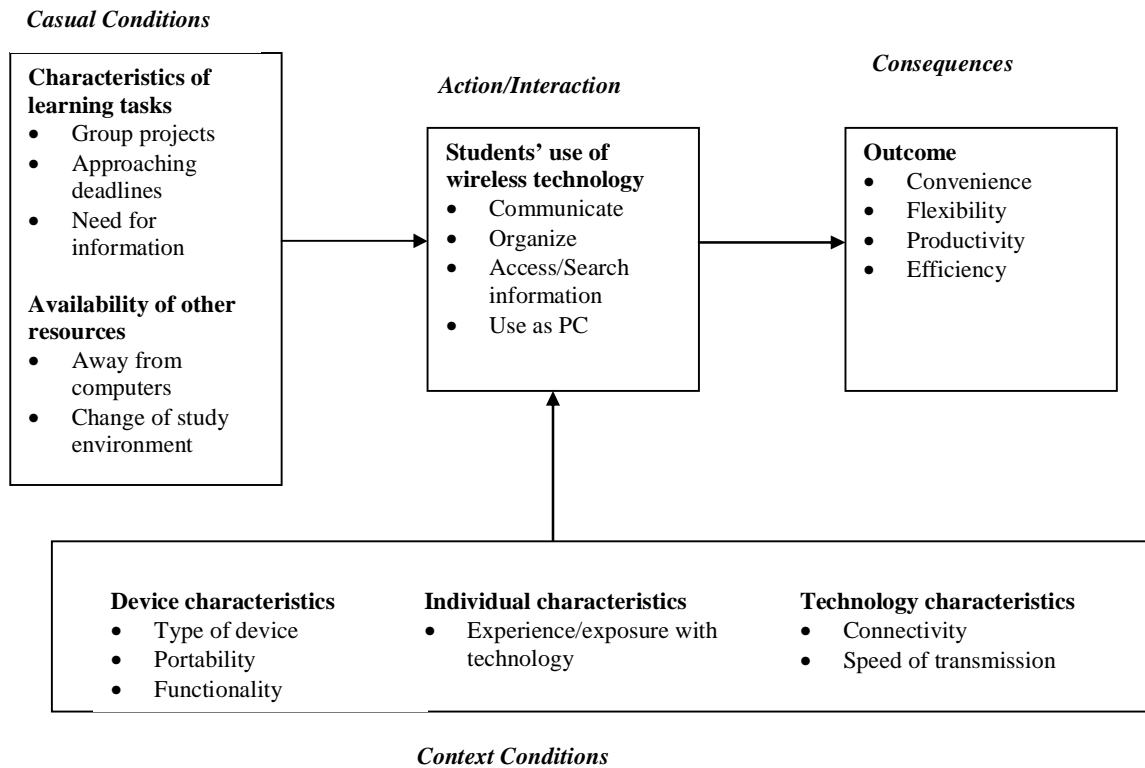 Casual Conditions
Characteristics of
learning tasks
• Group projects
• Approaching
deadlines
• Need for
information
Availability of other
resources
• Away from
computers
• Change of study
environment
Action/Interaction
Students’ use of
wireless technology
• Communicate
• Organize
• Access/Search
information
• Use as PC
Consequences
Outcome
• Convenience
• Flexibility
• Productivity
• Efficiency
Device characteristics
• Type of device
• Portability
• Functionality
Individual characteristics
• Experience/exposure with
technology
Technology characteristics
• Connectivity
• Speed of transmission
Context Conditions